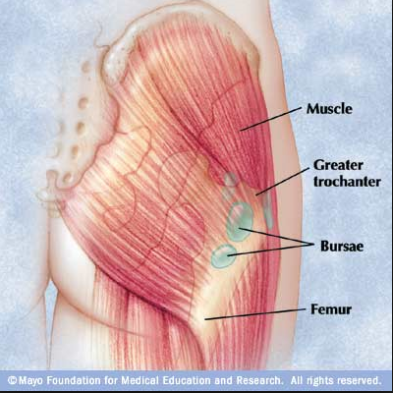 Muscle
Greater
trochanter
Bursae
Femur
©Mayo Foundation for Medical Education and Research. All rights reserved.